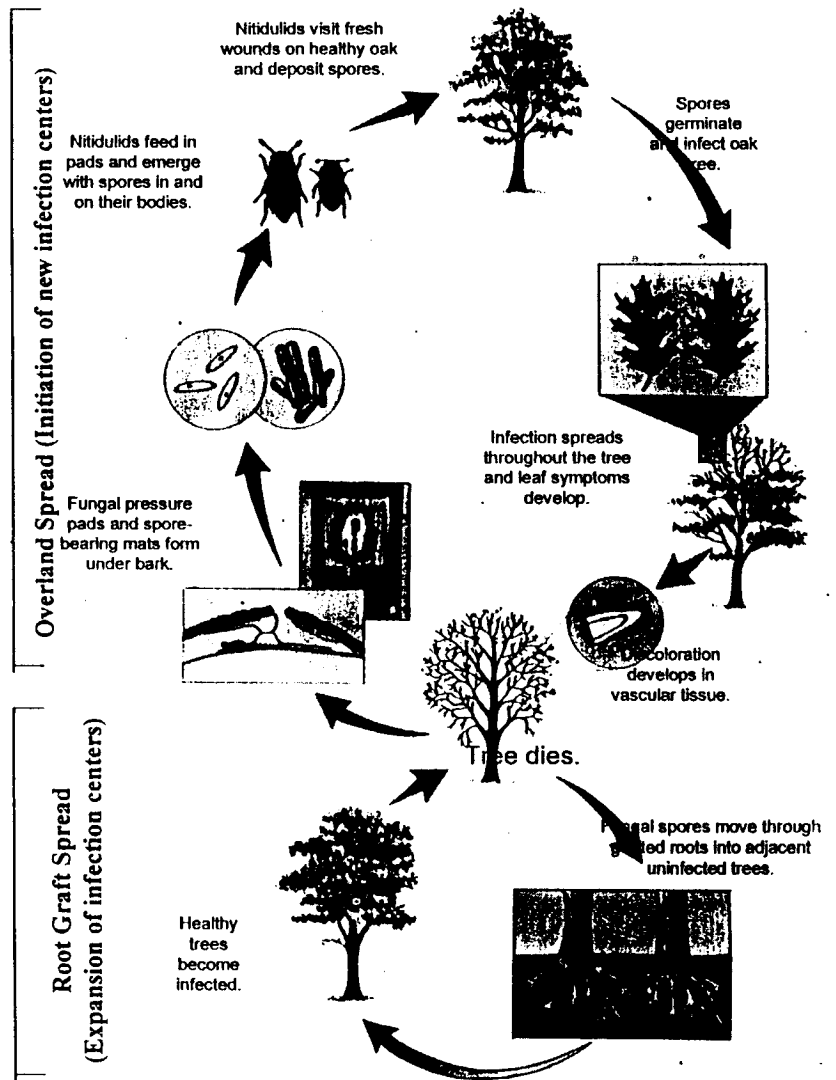 Nitidulids visit fresh
wounds on healthy oak
and deposit spores.
Spores
germinate
and infect oak
tree.
Nitidulids feed in
pads and emerge
with spores in and
on their bodies.
Overland Spread (Initiation of new infection centers)
Infection spreads
throughout the tree
and leaf symptoms
develop.
Fungal pressure
pads and spore-
bearing mats form
under bark.
Discoloration
develops in
vascular tissue.
Tree dies.
Root Graft Spread
(Expansion of infection centers)
Fungal spores move through
grafted roots into adjacent
uninfected trees.
Healthy
trees
become
infected.